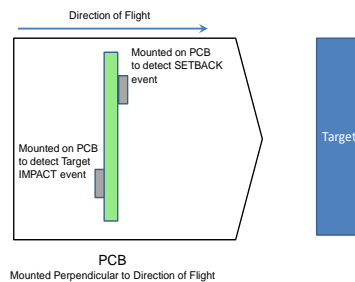 Direction of Flight
Mounted on PCB
to detect SETBACK
event
Mounted on PCB
to detect Target
IMPACT event
Target
PCB
Mounted Perpendicular to Direction of Flight